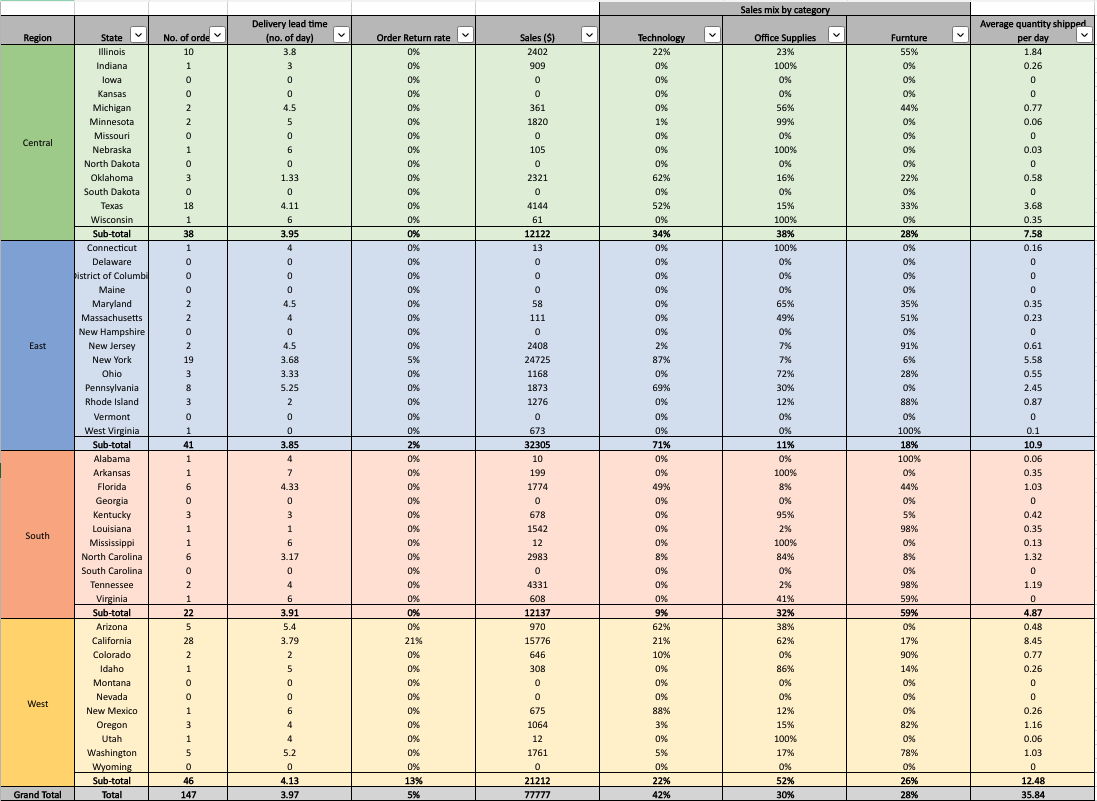 Sales mix by category
Region State No. of orde Delivery lead time (no. of day) Order Return rate Sales ($) Technology Office Supplies Furnture Average quantity shipped per day
Central
Illinois 10 3.8 0% 2402 22% 23% 55% 1.84
Indiana 1 3 0% 909 0% 100% 0% 0.26
Iowa 0 0 0% 0 0% 0% 0% 0
Kansas 0 0 0% 0 0% 0% 0% 0
Michigan 2 4.5 0% 361 0% 56% 44% 0.77
Minnesota 2 5 0% 1820 1% 99% 0% 0.06
Missouri 0 0 0% 0 0% 0% 0% 0
Nebraska 1 6 0% 105 0% 100% 0% 0.03
North Dakota 0 0 0% 0 0% 0% 0% 0
Oklahoma 3 1.33 0% 2321 62% 16% 22% 0.58
South Dakota 0 0 0% 0 0% 0% 0% 0
Texas 18 4.11 0% 4144 52% 15% 33% 3.68
Wisconsin 1 6 0% 61 0% 100% 0% 0.35
Sub-total 38 3.95 0% 12122 34% 38% 28% 7.58
East
Connecticut 1 4 0% 13 0% 100% 0% 0.16
Delaware 0 0 0% 0 0% 0% 0% 0
istrict of Columbi 0 0 0% 0 0% 0% 0% 0
Maine 0 0 0% 0 0% 0% 0% 0
Maryland 2 4.5 0% 58 0% 65% 35% 0.35
Massachusetts 2 4 0% 111 0% 49% 51% 0.23
New Hampshire 0 0 0% 0 0% 0% 0% 0
New Jersey 2 4.5 0% 2408 2% 7% 91% 0.61
New York 19 3.68 5% 24725 87% 7% 6% 5.58
Ohio 3 3.33 0% 1168 0% 72% 28% 0.55
Pennsylvania 8 5.25 0% 1873 69% 30% 0% 2.45
Rhode Island 3 2 0% 1276 0% 12% 88% 0.87
Vermont 0 0 0% 0 0% 0% 0% 0
West Virginia 1 0 0% 673 0% 0% 100% 0.1
Sub-total 41 3.85 2% 32305 71% 11% 18% 10.9
South
Alabama 1 4 0% 10 0% 0% 100% 0.06
Arkansas 1 7 0% 199 0% 100% 0% 0.35
Florida 6 4.33 0% 1774 49% 8% 44% 1.03
Georgia 0 0 0% 0 0% 0% 0% 0
Kentucky 3 3 0% 678 0% 95% 5% 0.42
Louisiana 1 1 0% 1542 0% 2% 98% 0.35
Mississippi 1 6 0% 12 0% 100% 0% 0.13
North Carolina 6 3.17 0% 2983 8% 84% 8% 1.32
South Carolina 0 0 0% 0 0% 0% 0% 0
Tennessee 2 4 0% 4331 0% 2% 98% 1.19
Virginia 1 6 0% 608 0% 41% 59% 0
Sub-total 22 3.91 0% 12137 9% 32% 59% 4.87
West
Arizona 5 5.4 0% 970 62% 38% 0% 0.48
California 28 3.79 21% 15776 21% 62% 17% 8.45
Colorado 2 2 0% 646 10% 0% 90% 0.77
Idaho 1 5 0% 308 0% 86% 14% 0.26
Montana 0 0 0% 0 0% 0% 0% 0
Nevada 0 0 0% 0 0% 0% 0% 0
New Mexico 1 6 0% 675 88% 12% 0% 0.26
Oregon 3 4 0% 1064 3% 15% 82% 1.16
Utah 1 4 0% 12 0% 100% 0% 0.06
Washington 5 5.2 0% 1761 5% 17% 78% 1.03
Wyoming 0 0 0% 0 0% 0% 0% 0
Sub-total 46 4.13 13% 21212 22% 52% 26% 12.48
Grand Total Total 147 3.97 5% 77777 42% 30% 28% 35.84